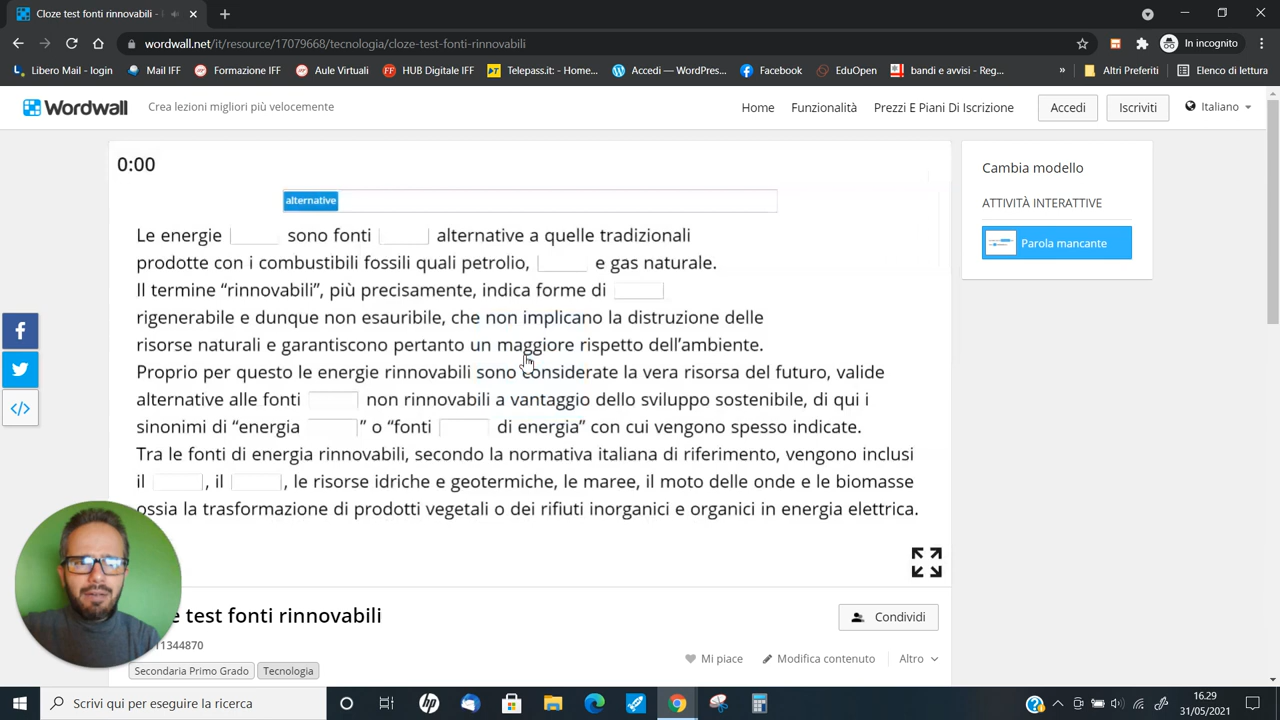 Cloze test fonti rinnovabili -
wordwall.net/it/resource/17079668/tecnologia/cloze-test-fonti-rinnovabili
In incognito
Libero Mail - login
Mail IFF
Formazione IFF
Aule Virtuali
HUB Digitale IFF
Telepass.it - Home...
Accedi — WordPres...
Facebook
EduOpen
bandi e avvisi - Reg...
»
Altri Preferiti
Elenco di lettura
Wordwall
Crea lezioni migliori più velocemente
Home
Funzionalità
Prezzi E Piani Di Iscrizione
Accedi
Iscriviti
Italiano
0:00
Cambia modello
ATTIVITÀ INTERATTIVE
Parola mancante
alternative
Le energie sono fonti alternative a quelle tradizionali
prodotte con i combustibili fossili quali petrolio, e gas naturale.
Il termine “rinnovabili”, più precisamente, indica forme di
rigenerabile e dunque non esauribile, che non implicano la distruzione delle
risorse naturali e garantiscono pertanto un maggiore rispetto dell’ambiente.
Proprio per questo le energie rinnovabili sono considerate la vera risorsa del futuro, valide
alternative alle fonti non rinnovabili a vantaggio dello sviluppo sostenibile, di qui i
sinonimi di “energia ” o “fonti di energia” con cui vengono spesso indicate.
Tra le fonti di energia rinnovabili, secondo la normativa italiana di riferimento, vengono inclusi
il , il , le risorse idriche e geotermiche, le maree, il moto delle onde e le biomasse
ossia la trasformazione di prodotti vegetali o dei rifiuti inorganici e organici in energia elettrica.
test fonti rinnovabili
Condividi
11344870
Secondaria Primo Grado
Tecnologia
Mi piace
Modifica contenuto
Altro
Scrivi qui per eseguire la ricerca
16.29
31/05/2021